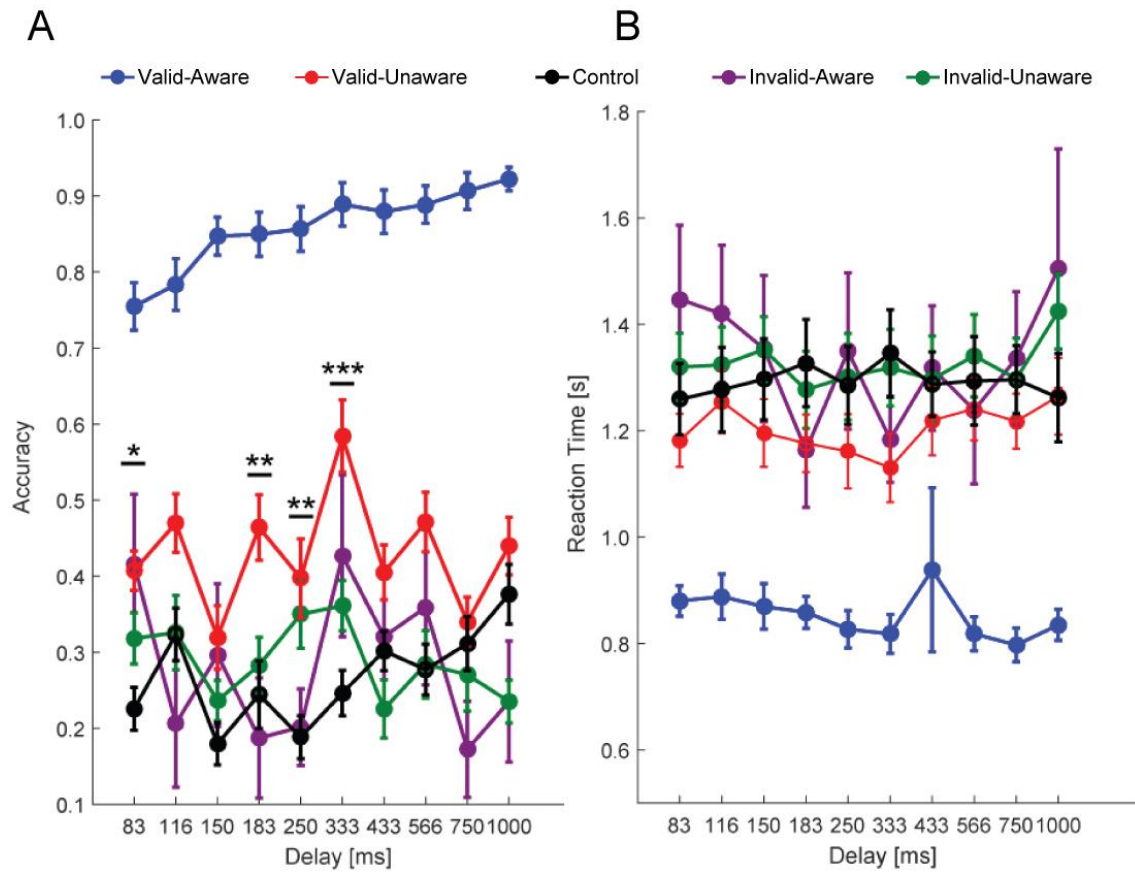 A
B
Valid-Aware
Valid-Unaware
Control
Invalid-Aware
Invalid-Unaware
1.0
0.9
0.8
0.7
0.6
0.5
0.4
0.3
0.2
0.1
Accuracy
*
**
**
***
83 116 150 183 250 333 433 566 750 1000
Delay [ms]
1.8
1.6
1.4
1.2
1.0
0.8
0.6
Reaction Time [s]
83 116 150 183 250 333 433 566 750 1000
Delay [ms]